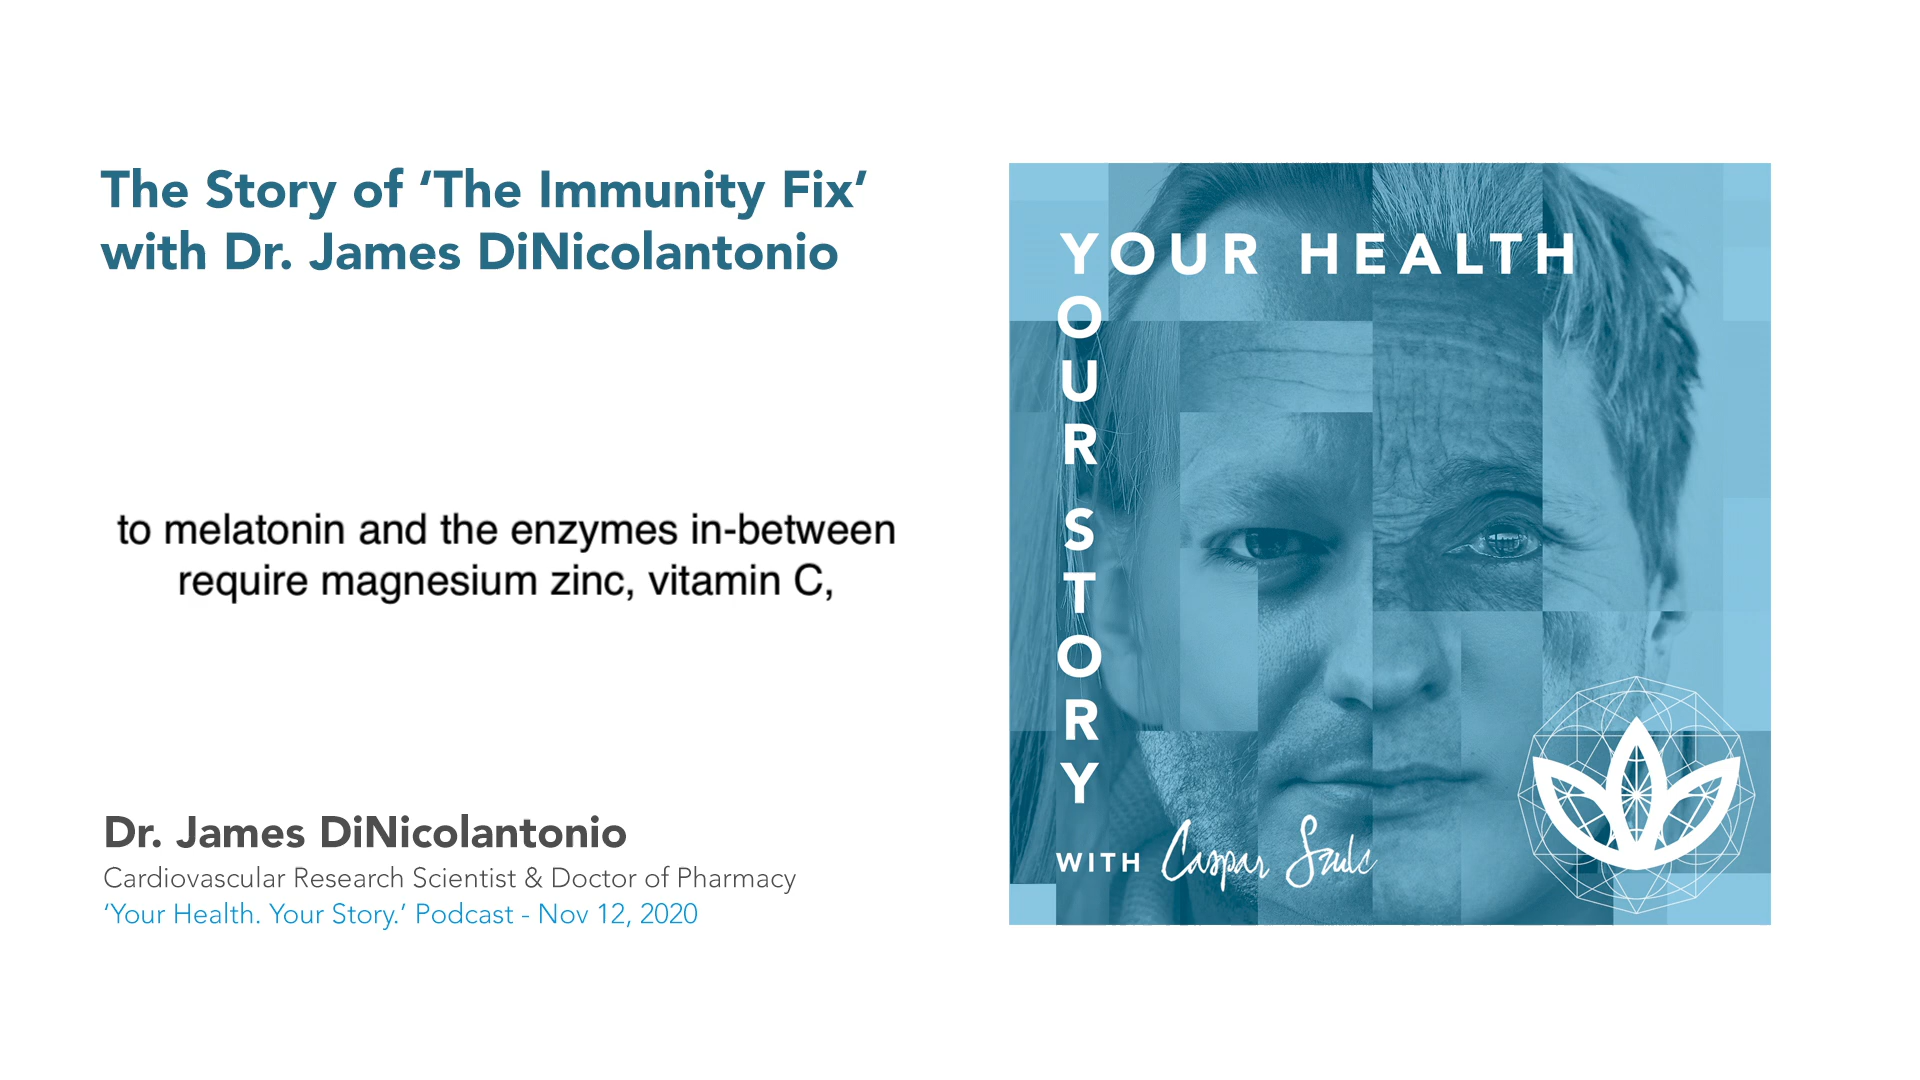 The Story of ‘The Immunity Fix’
with Dr. James DiNicolantonio
to melatonin and the enzymes in-between
require magnesium zinc, vitamin C,
Dr. James DiNicolantonio
Cardiovascular Research Scientist & Doctor of Pharmacy
‘Your Health. Your Story.’ Podcast - Nov 12, 2020
YOUR HEALTH
YOUR STORY
WITH Caspar Szulc